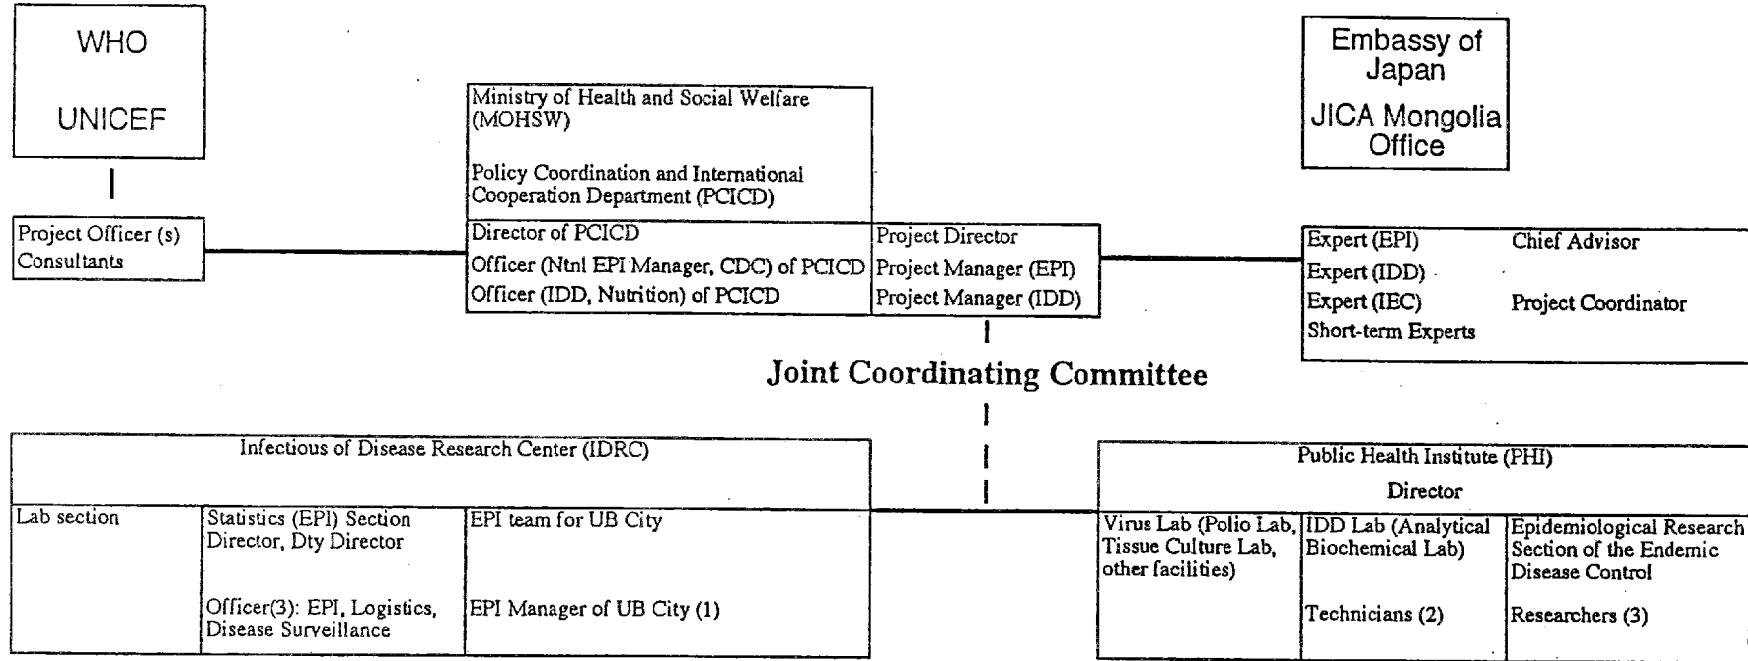 WHO
UNICEF
Embassy of
Japan
JICA Mongolia
Office
Ministry of Health and Social Welfare
(MOHSW)
Policy Coordination and International
Cooperation Department (PCICD)
Project Officer (s)
Consultants
Director of PCICD
Officer (Ntnl EPI Manager, CDC) of PCICD
Officer (IDD, Nutrition) of PCICD
Project Director
Project Manager (EPI)
Project Manager (IDD)
Expert (EPI) Chief Advisor
Expert (IDD)
Expert (IEC) Project Coordinator
Short-term Experts
Joint Coordinating Committee
Infectious of Disease Research Center (IDRC)
Lab section
Statistics (EPI) Section
Director, Dty Director
Officer(3): EPI, Logistics,
Disease Surveillance
EPI team for UB City
EPI Manager of UB City (1)
Public Health Institute (PHI)
Director
Virus Lab (Polio Lab,
Tissue Culture Lab,
other facilities)
IDD Lab (Analytical
Biochemical Lab)
Technicians (2)
Epidemiological Research
Section of the Endemic
Disease Control
Researchers (3)